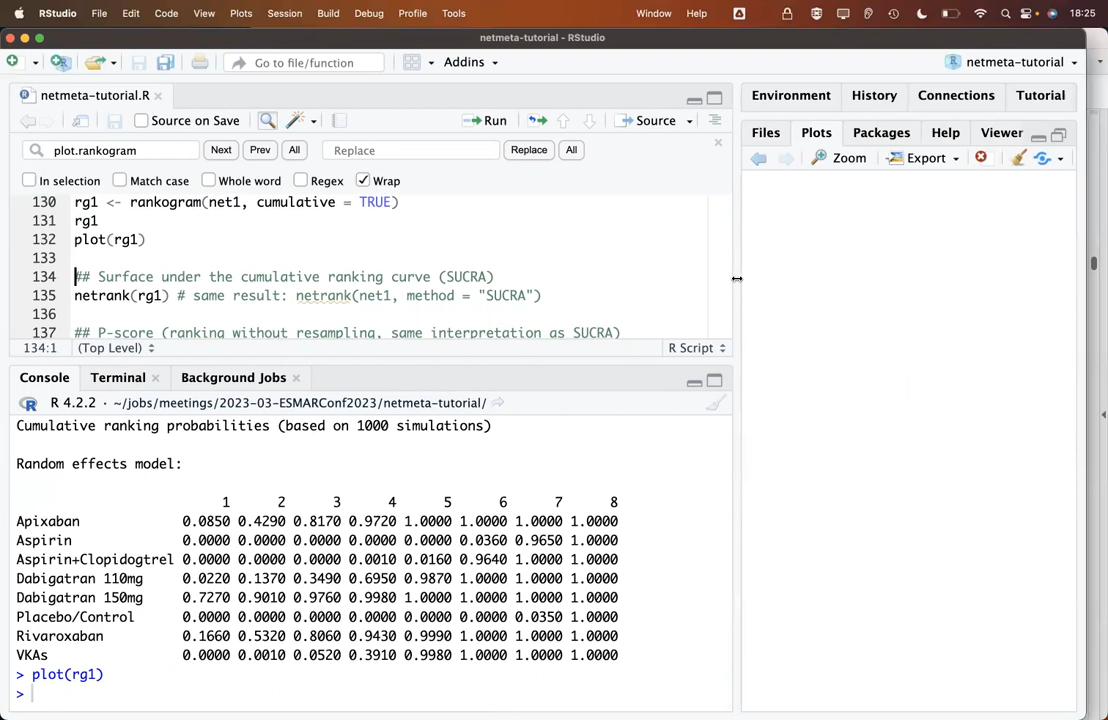 RStudio File Edit Code View Plots Session Build Debug Profile Tools Window Help 18:25
netmeta-tutorial - RStudio
Go to file/function Addins netmeta-tutorial
netmeta-tutorial.R
Source on Save Run Source
plot.rankogram Next Prev All Replace Replace All
In selection Match case Whole word Regex Wrap
130 rg1 <- rankogram(net1, cumulative = TRUE)
131 rg1
132 plot(rg1)
133
134 ## Surface under the cumulative ranking curve (SUCRA)
135 netrank(rg1) # same result: netrank(net1, method = "SUCRA")
136
137 ## P-score (ranking without resampling, same interpretation as SUCRA)
134:1 (Top Level) R Script
Console Terminal Background Jobs
R 4.2.2 · ~/jobs/meetings/2023-03-ESMARConf2023/netmeta-tutorial/
Cumulative ranking probabilities (based on 1000 simulations)
Random effects model:
1 2 3 4 5 6 7 8
Apixaban 0.0850 0.4290 0.8170 0.9720 1.0000 1.0000 1.0000 1.0000
Aspirin 0.0000 0.0000 0.0000 0.0000 0.0000 0.0360 0.9650 1.0000
Aspirin+Clopidogtrel 0.0000 0.0000 0.0000 0.0010 0.0160 0.9640 1.0000 1.0000
Dabigatran 110mg 0.0220 0.1370 0.3490 0.6950 0.9870 1.0000 1.0000 1.0000
Dabigatran 150mg 0.7270 0.9010 0.9760 0.9980 1.0000 1.0000 1.0000 1.0000
Placebo/Control 0.0000 0.0000 0.0000 0.0000 0.0000 0.0000 0.0350 1.0000
Rivaroxaban 0.1660 0.5320 0.8060 0.9430 0.9990 1.0000 1.0000 1.0000
VKAs 0.0000 0.0010 0.0520 0.3910 0.9980 1.0000 1.0000 1.0000
> plot(rg1)
>
Environment History Connections Tutorial
Files Plots Packages Help Viewer
Zoom Export